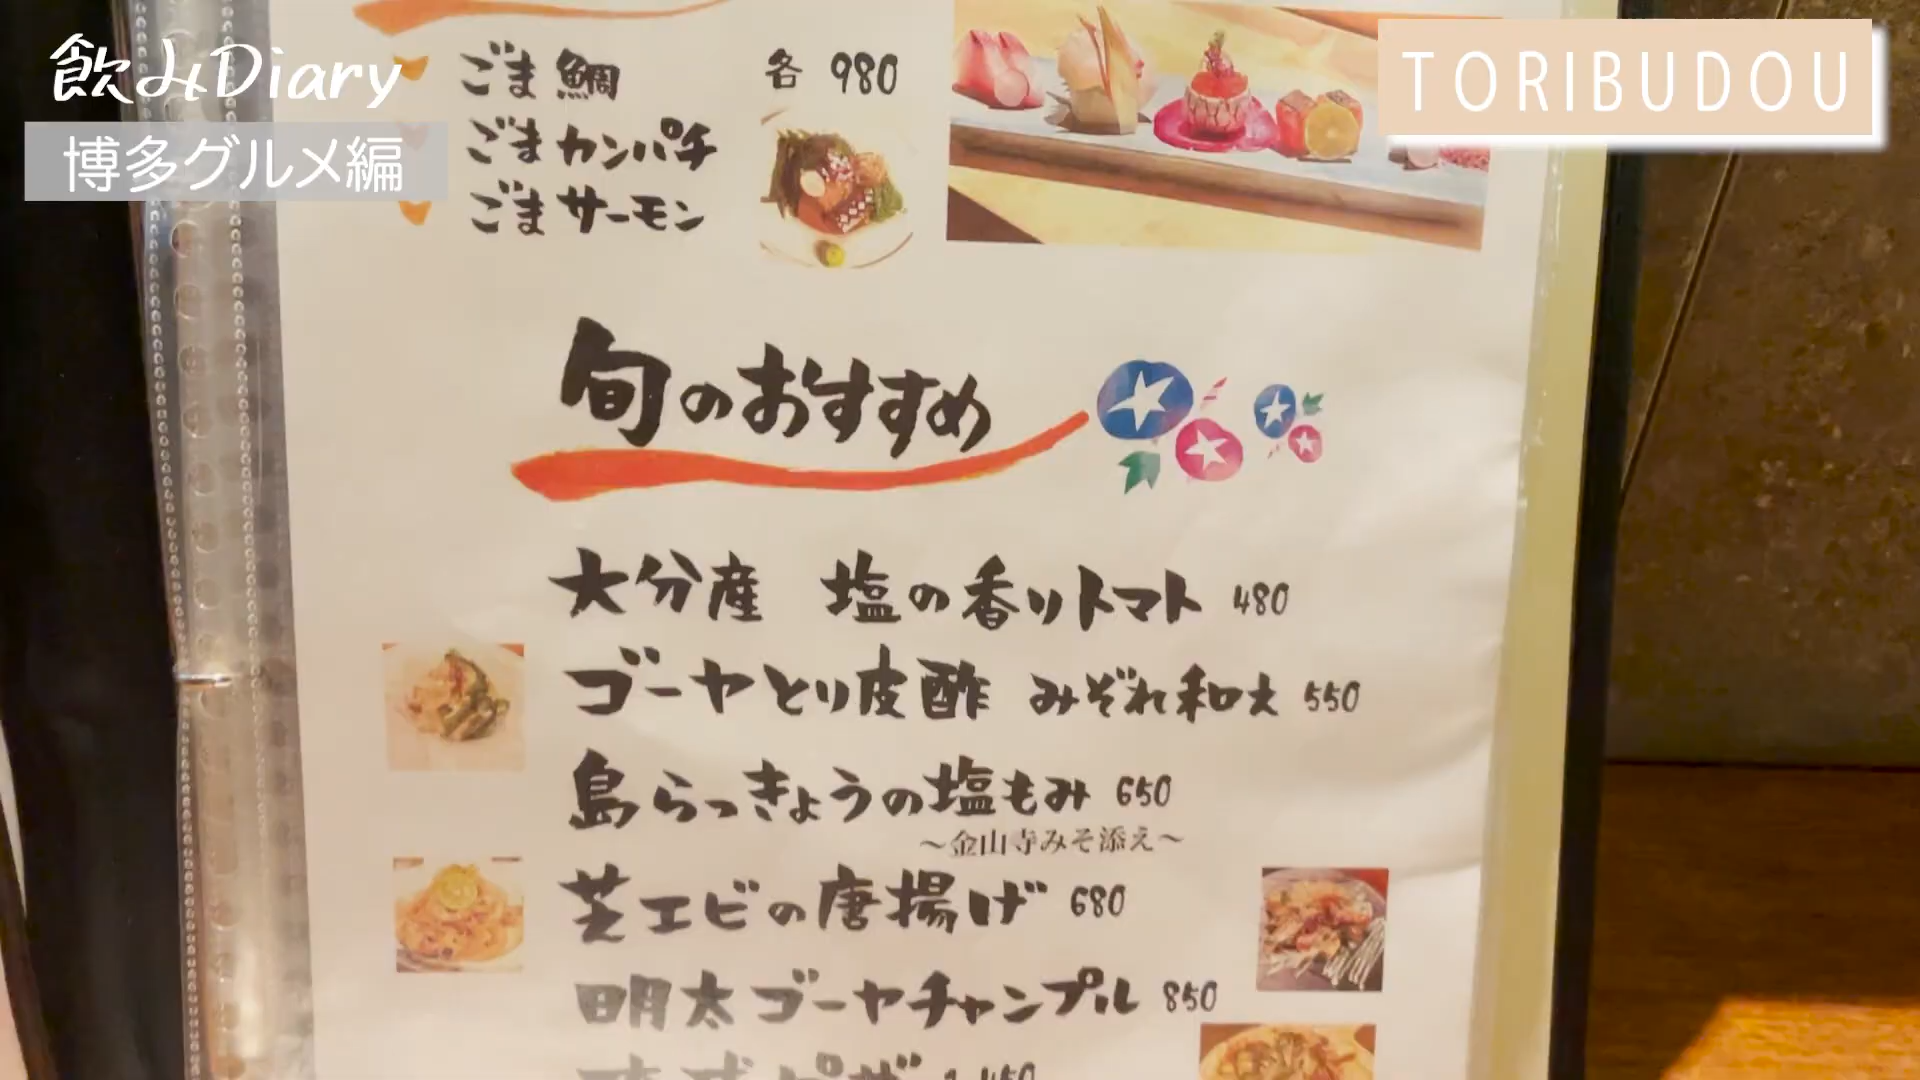 飲みDiary
博多グルメ編
TORIBUDOU
ごま鯛 各 980
ごまカンパチ
ごまサーモン
旬のおすすめ
大分産 塩の香りトマト 480
ゴーヤとり皮酢 みぞれ和え 550
島らっきょうの塩もみ 650
～金山寺みそ添え～
芝エビの唐揚げ 680
明太ゴーヤチャンプル 850